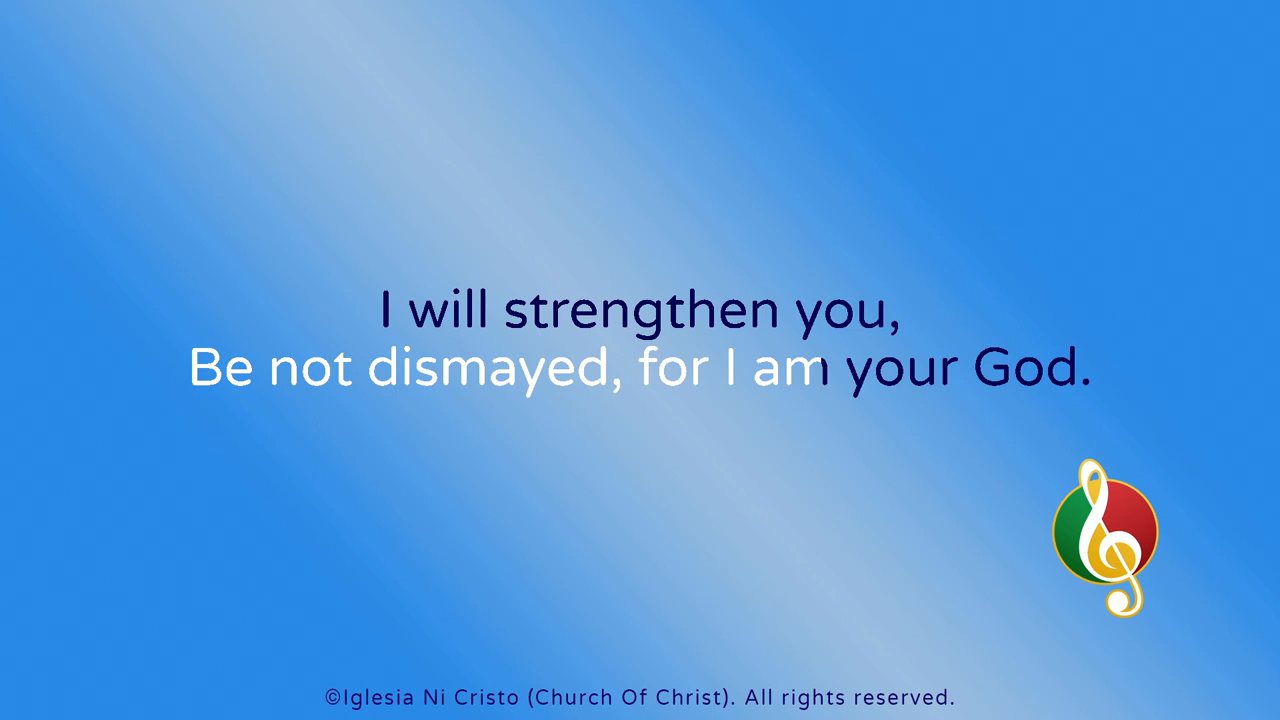 I will strengthen you,
Be not dismayed, for I am your God.
©Iglesia Ni Cristo (Church Of Christ). All rights reserved.